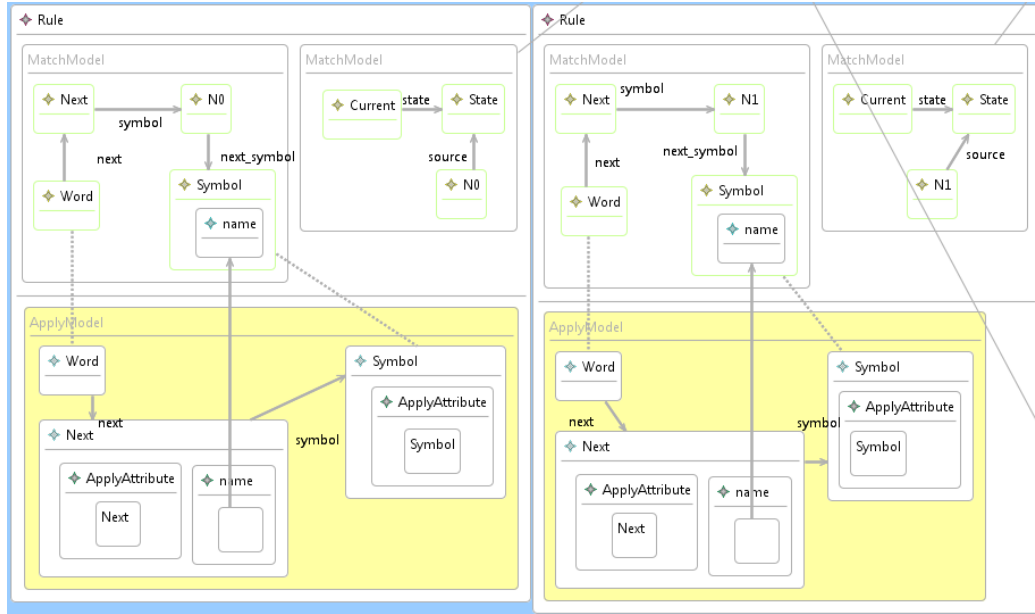 Rule
MatchModel
Next
N0
symbol
next
next_symbol
Word
Symbol
name
MatchModel
Current
state
State
source
N0
ApplyModel
Word
next
Next
ApplyAttribute
Next
name
symbol
Symbol
ApplyAttribute
Symbol
Rule
MatchModel
symbol
Next
N1
next_symbol
next
Word
Symbol
name
MatchModel
Current
state
State
source
N1
ApplyModel
Word
next
Next
ApplyAttribute
Next
name
symbol
Symbol
ApplyAttribute
Symbol